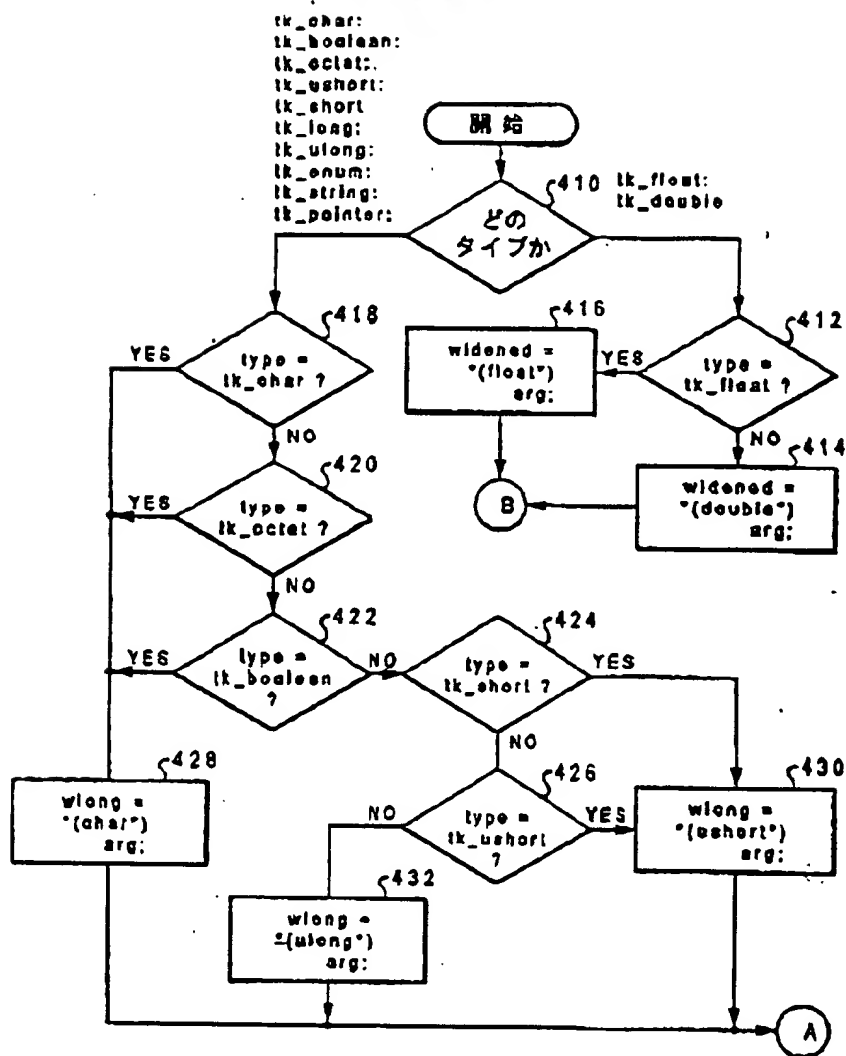 tk_char:
tk_boolean:
tk_octet:.
tk_ushort:
tk_short
tk_long:
tk_ulong:
tk_enum:
tk_string:
tk_pointer:
開始
410
tk_float:
tk_double
どの
タイプか
418
YES
type =
tk_char ?
NO
416
widened =
"(float")
arg;
YES
412
type =
tk_float ?
NO
414
widened =
"(double")
arg;
B
420
YES
type =
tk_octet ?
NO
422
YES
type =
tk_boolean
?
NO
424
type =
tk_short ?
YES
NO
428
wlong =
"(char")
arg;
426
NO
type =
tk_ushort
?
YES
430
wlong =
"(ushort")
arg;
432
wlong =
"(ulong")
arg;
A